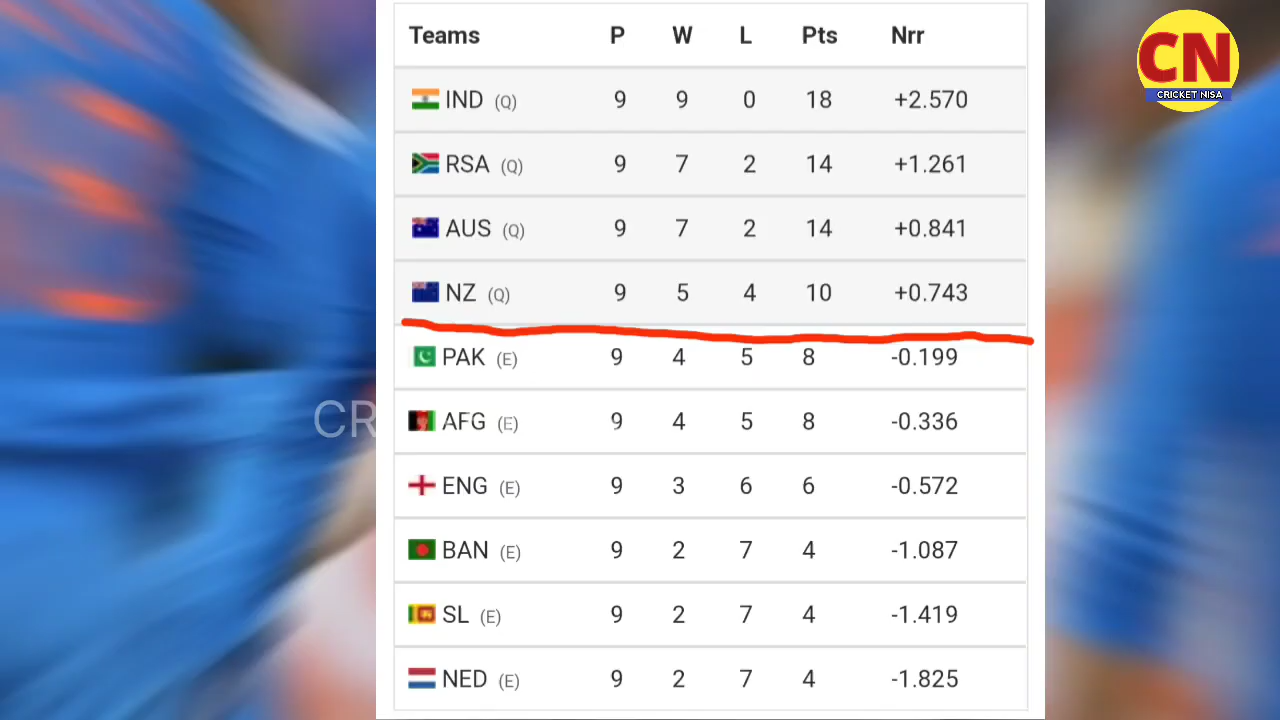 Teams P W L Pts Nrr
IND (Q) 9 9 0 18 +2.570
RSA (Q) 9 7 2 14 +1.261
AUS (Q) 9 7 2 14 +0.841
NZ (Q) 9 5 4 10 +0.743
PAK (E) 9 4 5 8 -0.199
AFG (E) 9 4 5 8 -0.336
ENG (E) 9 3 6 6 -0.572
BAN (E) 9 2 7 4 -1.087
SL (E) 9 2 7 4 -1.419
NED (E) 9 2 7 4 -1.825
CN
CRICKET NISA
CR